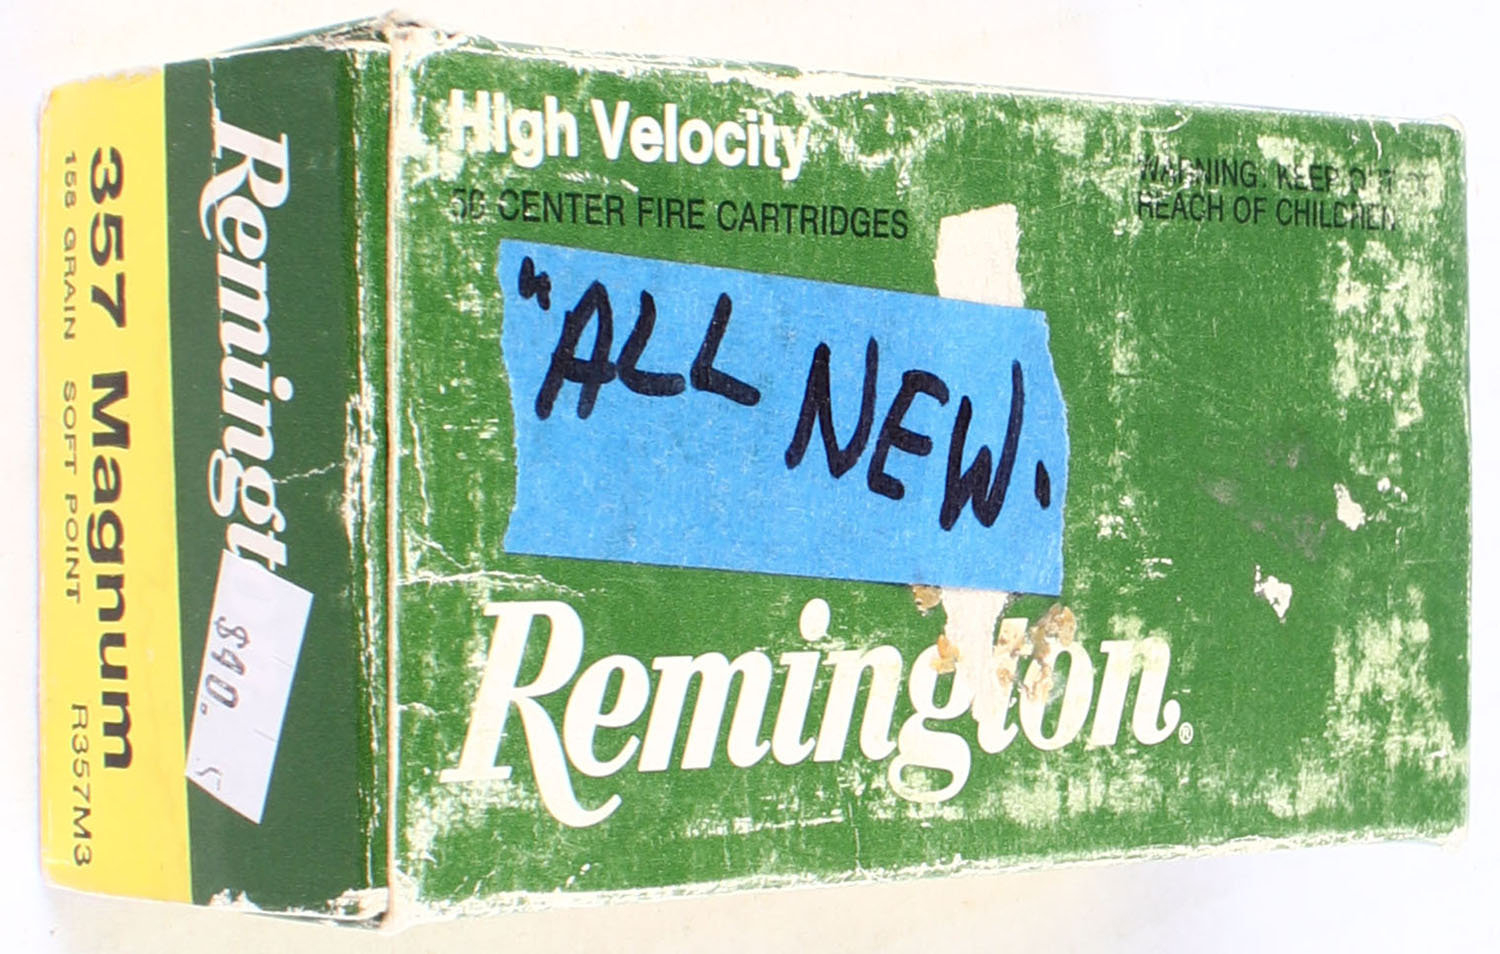 High Velocity
50 CENTER FIRE CARTRIDGES
WARNING: KEEP OUT OF
REACH OF CHILDREN
"ALL NEW.
Remington®
Remingt
$40.
357 Magnum
158 GRAIN SOFT POINT R357M3